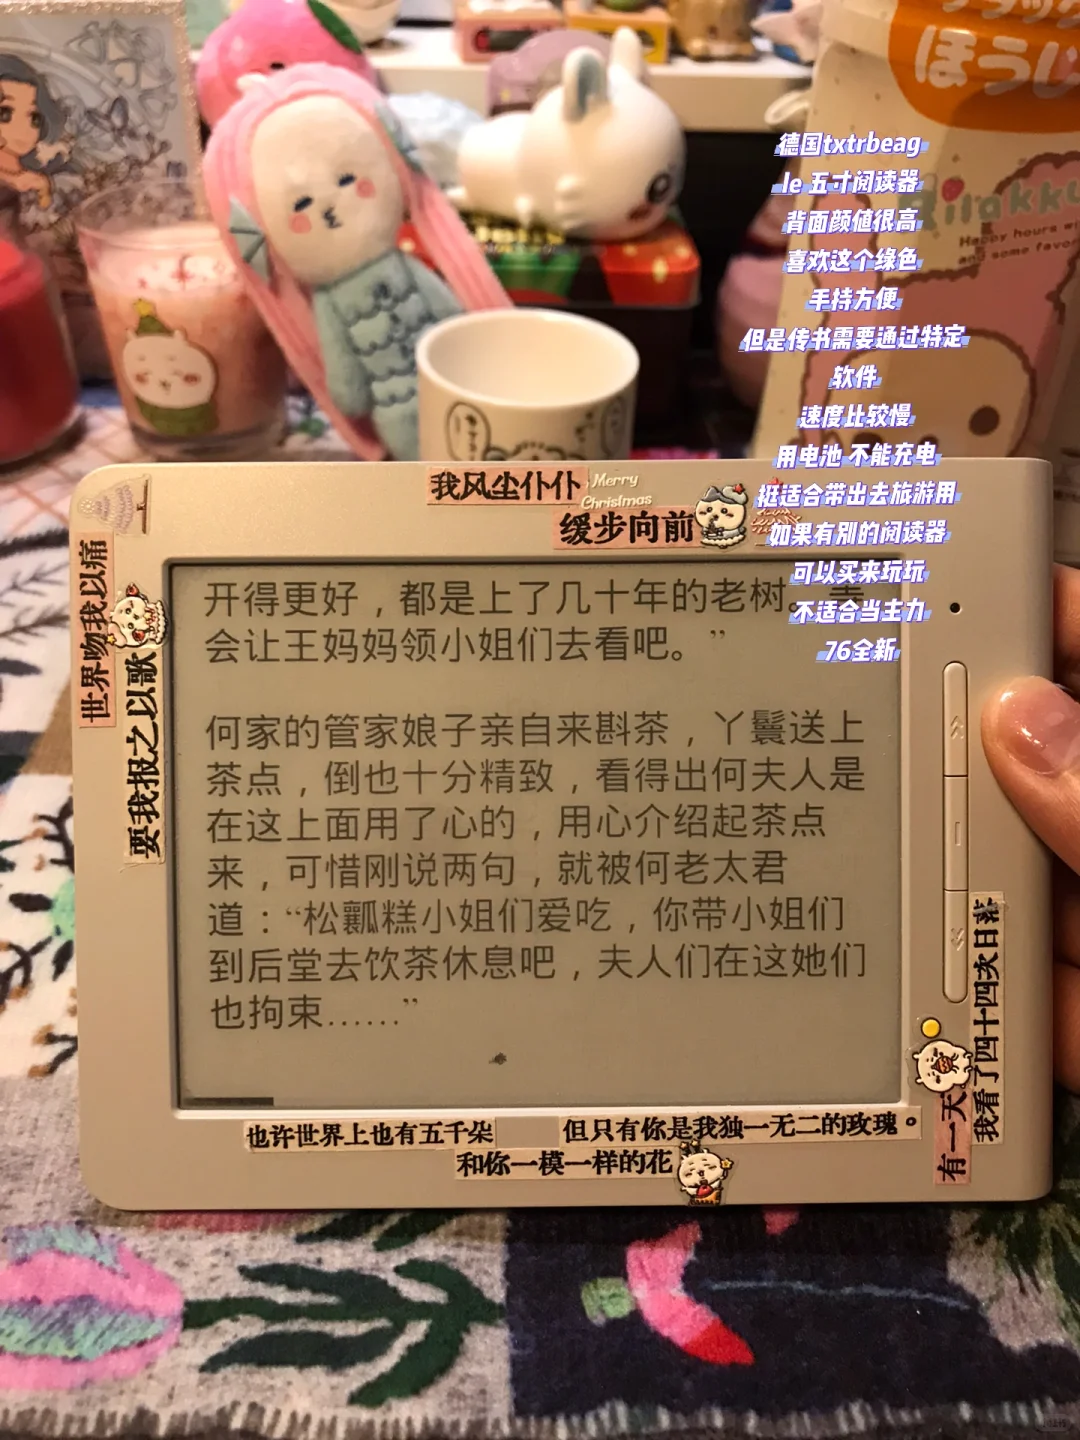 ほうじ
Rilakku
Happy hours wi
and some favor
德国txtrbeag
le 五寸阅读器
背面颜值很高
喜欢这个绿色
手持方便
但是传书需要通过特定
软件
速度比较慢
用电池 不能充电
挺适合带出去旅游用
如果有别的阅读器
可以买来玩玩
不适合当主力
76全新
我风尘仆仆
Merry
Christmas
缓步向前
世界吻我以痛
要我报之以歌
开得更好，都是上了几十年的老树。
会让王妈妈领小姐们去看吧。”
何家的管家娘子亲自来斟茶，丫鬟送上
茶点，倒也十分精致，看得出何夫人是
在这上面用了心的，用心介绍起茶点
来，可惜刚说两句，就被何老太君
道：“松瓤糕小姐们爱吃，你带小姐们
到后堂去饮茶休息吧，夫人们在这她们
也拘束……”
有一天。
我看了四十四次日落
也许世界上也有五千朵
和你一模一样的花
但只有你是我独一无二的玫瑰。